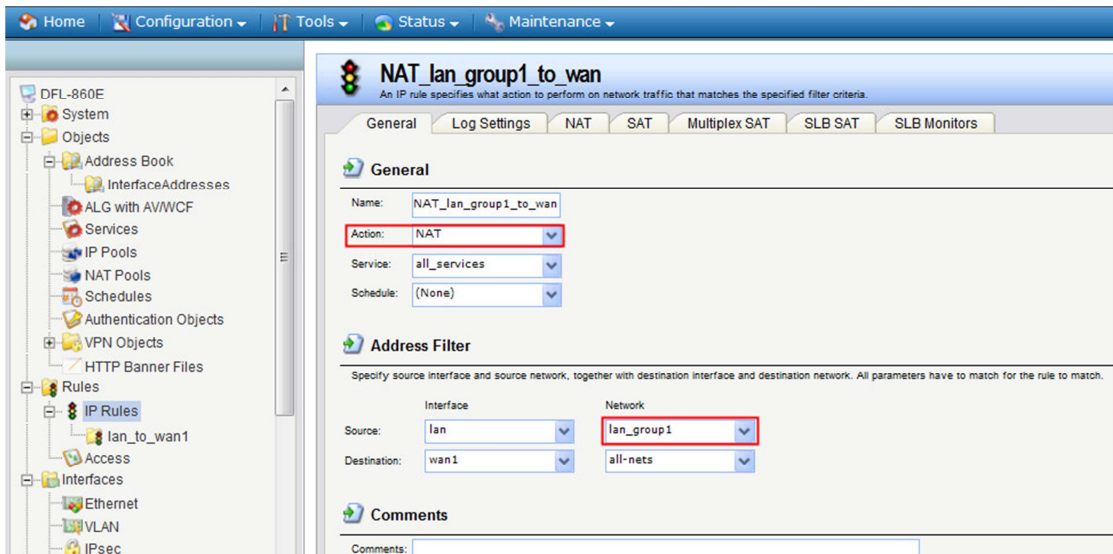 Home Configuration Tools Status Maintenance
DFL-860E
System
Objects
Address Book
InterfaceAddresses
ALG with AV/WCF
Services
IP Pools
NAT Pools
Schedules
Authentication Objects
VPN Objects
HTTP Banner Files
Rules
IP Rules
lan_to_wan1
Access
Interfaces
Ethernet
VLAN
IPsec
NAT_lan_group1_to_wan
An IP rule specifies what action to perform on network traffic that matches the specified filter criteria.
General Log Settings NAT SAT Multiplex SAT SLB SAT SLB Monitors
General
Name: NAT_lan_group1_to_wan
Action: NAT
Service: all_services
Schedule: (None)
Address Filter
Specify source interface and source network, together with destination interface and destination network. All parameters have to match for the rule to match.
Interface Network
Source: lan lan_group1
Destination: wan1 all-nets
Comments
Comments: